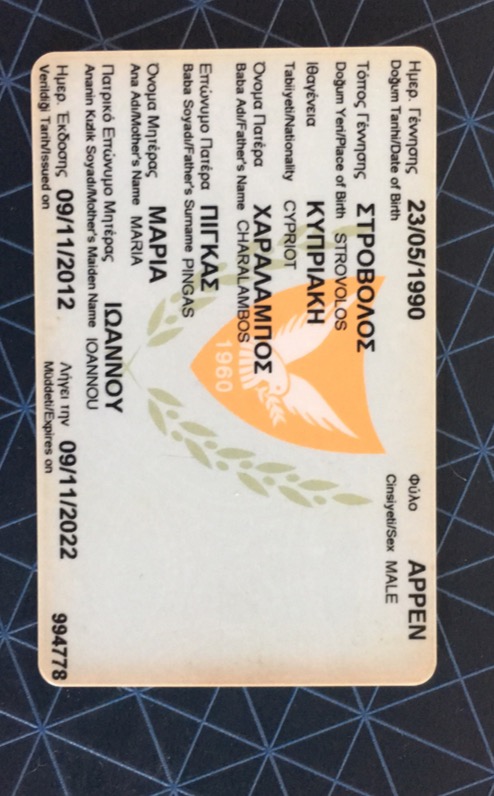 Ημερ. Γέννησης 23/05/1990 Φύλο ΑΡΡΕΝ
Doğum Tarihi/Date of Birth Cinsiyeti/Sex MALE
Τόπος Γέννησης ΣΤΡΟΒΟΛΟΣ
Doğum Yeri/Place of Birth STROVOLOS
Ιθαγένεια ΚΥΠΡΙΑΚΗ
Tabiiyeti/Nationality CYPRIOT
Όνομα Πατέρα ΧΑΡΑΛΑΜΠΟΣ
Baba Adı/Father's Name CHARALAMBOS
Επώνυμο Πατέρα ΠΙΓΚΑΣ
Baba Soyadı/Father's Surname PINGAS
Όνομα Μητέρας ΜΑΡΙΑ
Ana Adı/Mother's Name MARIA
Πατρικό Επώνυμο Μητέρας ΙΩΑΝΝΟΥ
Ananin Kızlık Soyadı/Mother's Maiden Name IOANNOU
Ημερ. Έκδοσης 09/11/2012 Λήγει την 09/11/2022 994778
Verildiği Tarih/Issued on Müddeti/Expires on
1960